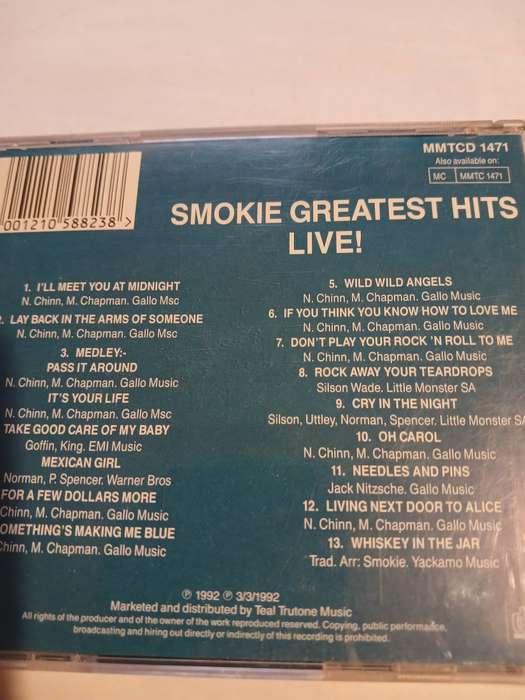 MMTCD 1471
Also available on:
MC MMTC 1471
001210 588238 >
SMOKIE GREATEST HITS
LIVE!
1. I'LL MEET YOU AT MIDNIGHT
N. Chinn, M. Chapman. Gallo Msc
2. LAY BACK IN THE ARMS OF SOMEONE
N. Chinn, M. Chapman. Gallo Msc
3. MEDLEY:-
PASS IT AROUND
N. Chinn, M. Chapman. Gallo Music
IT'S YOUR LIFE
N. Chinn, M. Chapman. Gallo Msc
TAKE GOOD CARE OF MY BABY
Goffin, King. EMI Music
MEXICAN GIRL
Norman, P. Spencer. Warner Bros
FOR A FEW DOLLARS MORE
Chinn, M. Chapman. Gallo Music
OMETHING'S MAKING ME BLUE
Chinn, M. Chapman. Gallo Music
5. WILD WILD ANGELS
N. Chinn, M. Chapman. Gallo Music
6. IF YOU THINK YOU KNOW HOW TO LOVE ME
N. Chinn, M. Chapman. Gallo Music
7. DON'T PLAY YOUR ROCK 'N ROLL TO ME
N. Chinn, M. Chapman. Gallo Music
8. ROCK AWAY YOUR TEARDROPS
Silson Wade. Little Monster SA
9. CRY IN THE NIGHT
Silson, Uttley, Norman, Spencer. Little Monster SA
10. OH CAROL
N. Chinn, M. Chapman. Gallo Music
11. NEEDLES AND PINS
Jack Nitzsche. Gallo Music
12. LIVING NEXT DOOR TO ALICE
N. Chinn, M. Chapman. Gallo Music
13. WHISKEY IN THE JAR
Trad. Arr: Smokie. Yackamo Music
℗ 1992 ℗ 3/3/1992
Marketed and distributed by Teal Trutone Music
All rights of the producer and of the owner of the work reproduced reserved. Copying, public performance,
broadcasting and hiring out directly or indirectly of this recording is prohibited.